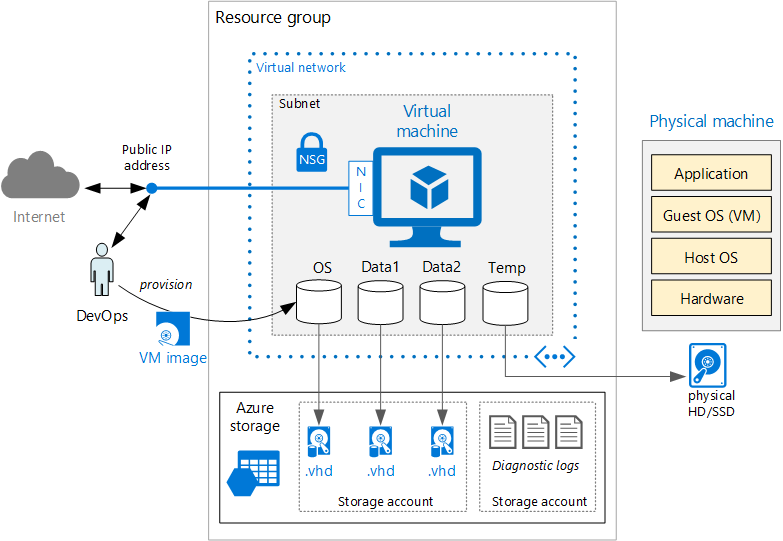 Resource group
Virtual network
Subnet
Virtual
machine
NSG
N
I
C
Public IP
address
Internet
DevOps
provision
VM image
OS
Data1
Data2
Temp
Physical machine
Application
Guest OS (VM)
Host OS
Hardware
physical
HD/SSD
Azure
storage
.vhd
.vhd
.vhd
Storage account
Diagnostic logs
Storage account